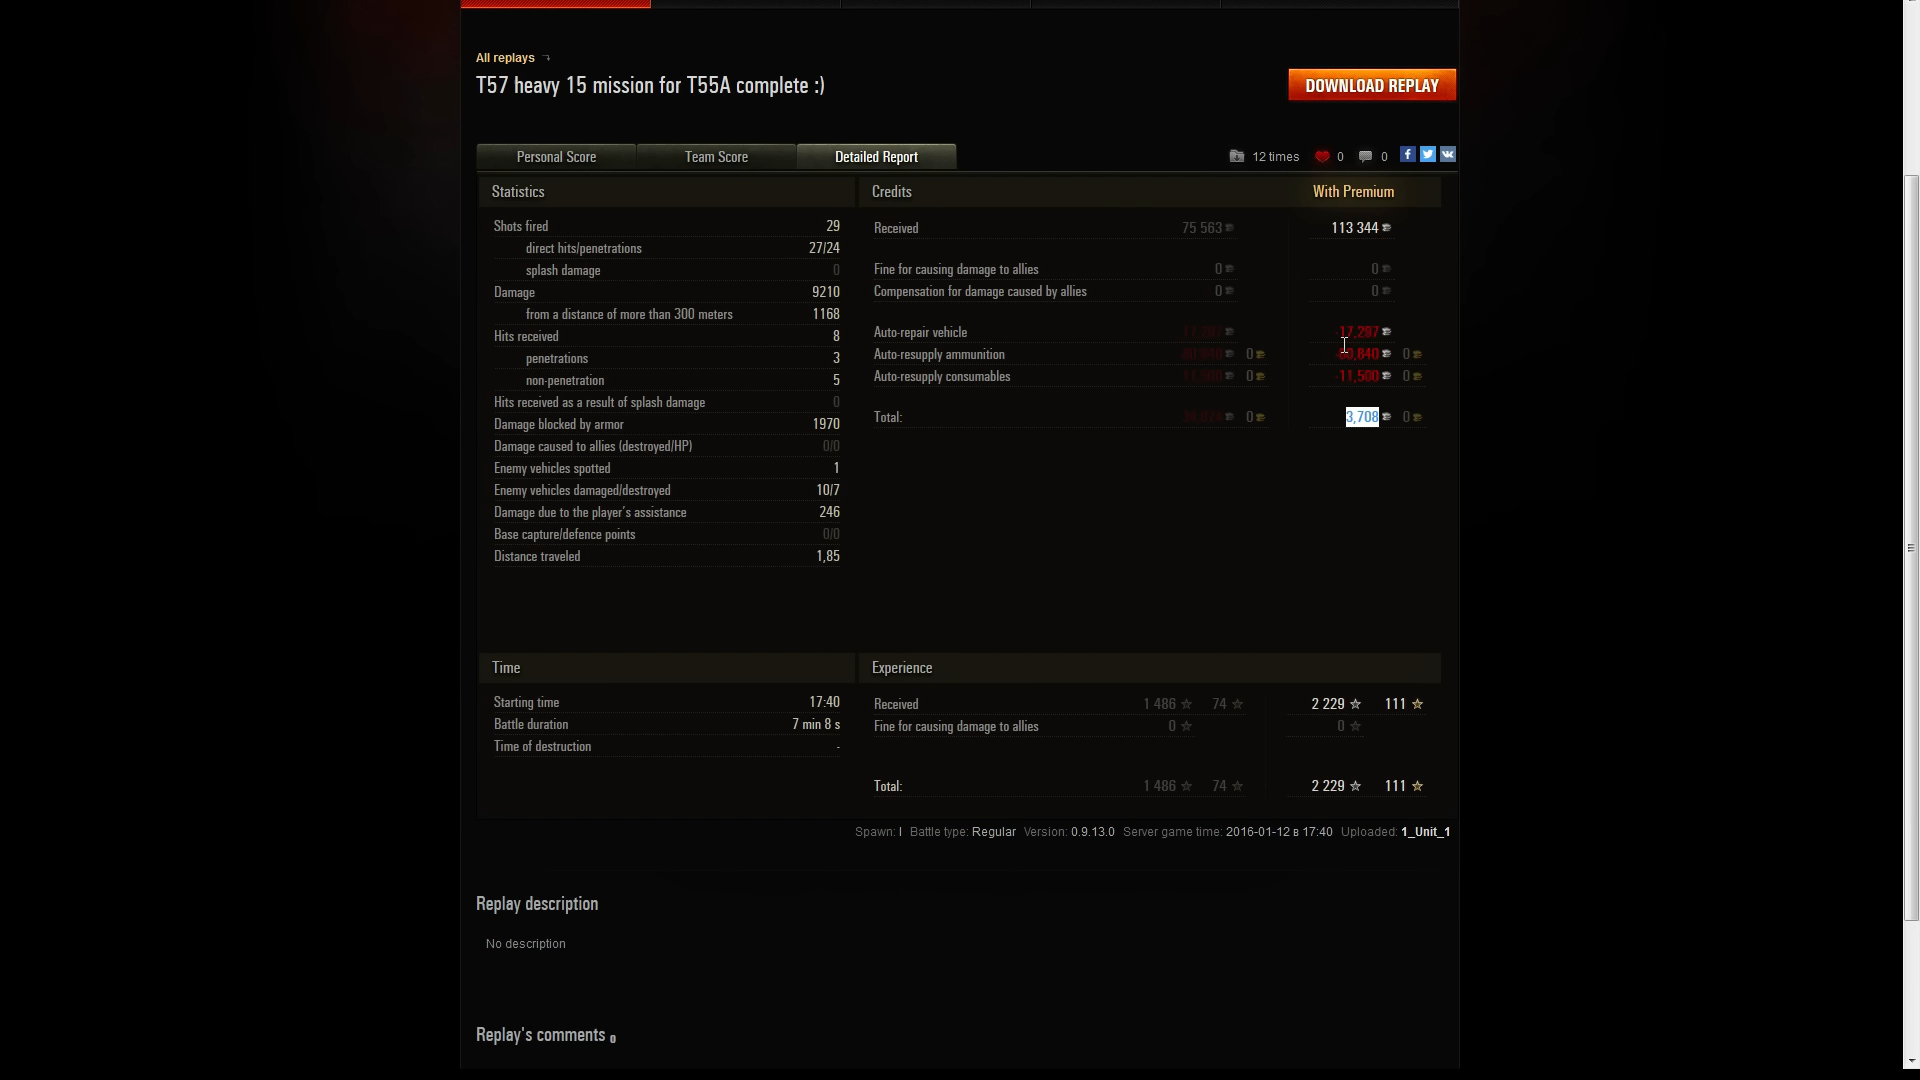 All replays
T57 heavy 15 mission for T55A complete :)
DOWNLOAD REPLAY
Personal Score Team Score Detailed Report 12 times 0 0
Statistics
Shots fired 29
direct hits/penetrations 27/24
splash damage 0
Damage 9210
from a distance of more than 300 meters 1168
Hits received 8
penetrations 3
non-penetration 5
Hits received as a result of splash damage 0
Damage blocked by armor 1970
Damage caused to allies (destroyed/HP) 0/0
Enemy vehicles spotted 1
Enemy vehicles damaged/destroyed 10/7
Damage due to the player's assistance 246
Base capture/defence points 0/0
Distance traveled 1,85
Credits With Premium
Received 75 563 113 344
Fine for causing damage to allies 0 0
Compensation for damage caused by allies 0 0
Auto-repair vehicle
Auto-resupply ammunition 0 0
Auto-resupply consumables 0 -11,500 0
Total: 0 3,708 0
Time
Starting time 17:40
Battle duration 7 min 8 s
Time of destruction -
Experience
Received 1 486 74 2 229 111
Fine for causing damage to allies 0 0
Total: 1 486 74 2 229 111
Spawn: I Battle type: Regular Version: 0.9.13.0 Server game time: 2016-01-12 в 17:40 Uploaded: 1_Unit_1
Replay description
No description
Replay's comments 0